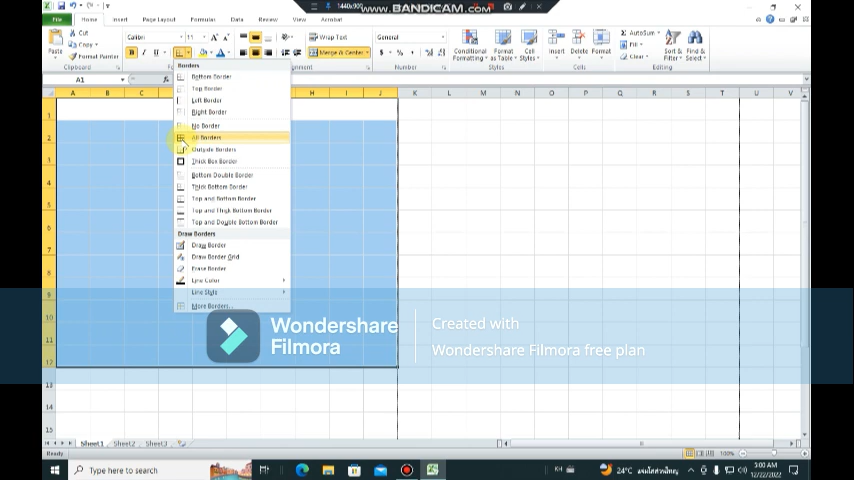 1440x900
www.BANDICAM.com
File
Home
Insert
Page Layout
Formulas
Data
Review
View
Acrobat
Cut
Copy
Format Painter
Paste
Clipboard
Calibri
11
B I U
Wrap Text
Merge & Center
General
Number
Conditional Formatting
Format as Table
Cell Styles
Styles
Insert
Delete
Format
Cells
AutoSum
Fill
Clear
Sort & Filter
Find & Select
Editing
A1
fx
A B C H I J K L M N O P Q R S T U V
1
2
3
4
5
6
7
8
9
10
11
12
13
14
15
Borders
Bottom Border
Top Border
Left Border
Right Border
No Border
All Borders
Outside Borders
Thick Box Border
Bottom Double Border
Thick Bottom Border
Top and Bottom Border
Top and Thick Bottom Border
Top and Double Bottom Border
Draw Borders
Draw Border
Draw Border Grid
Erase Border
Line Color
Line Style
More Borders...
Wondershare
Filmora
Created with
Wondershare Filmora free plan
Sheet1 Sheet2 Sheet3
Ready
100%
Type here to search
KH
24°C
3:00 AM
12/22/2022